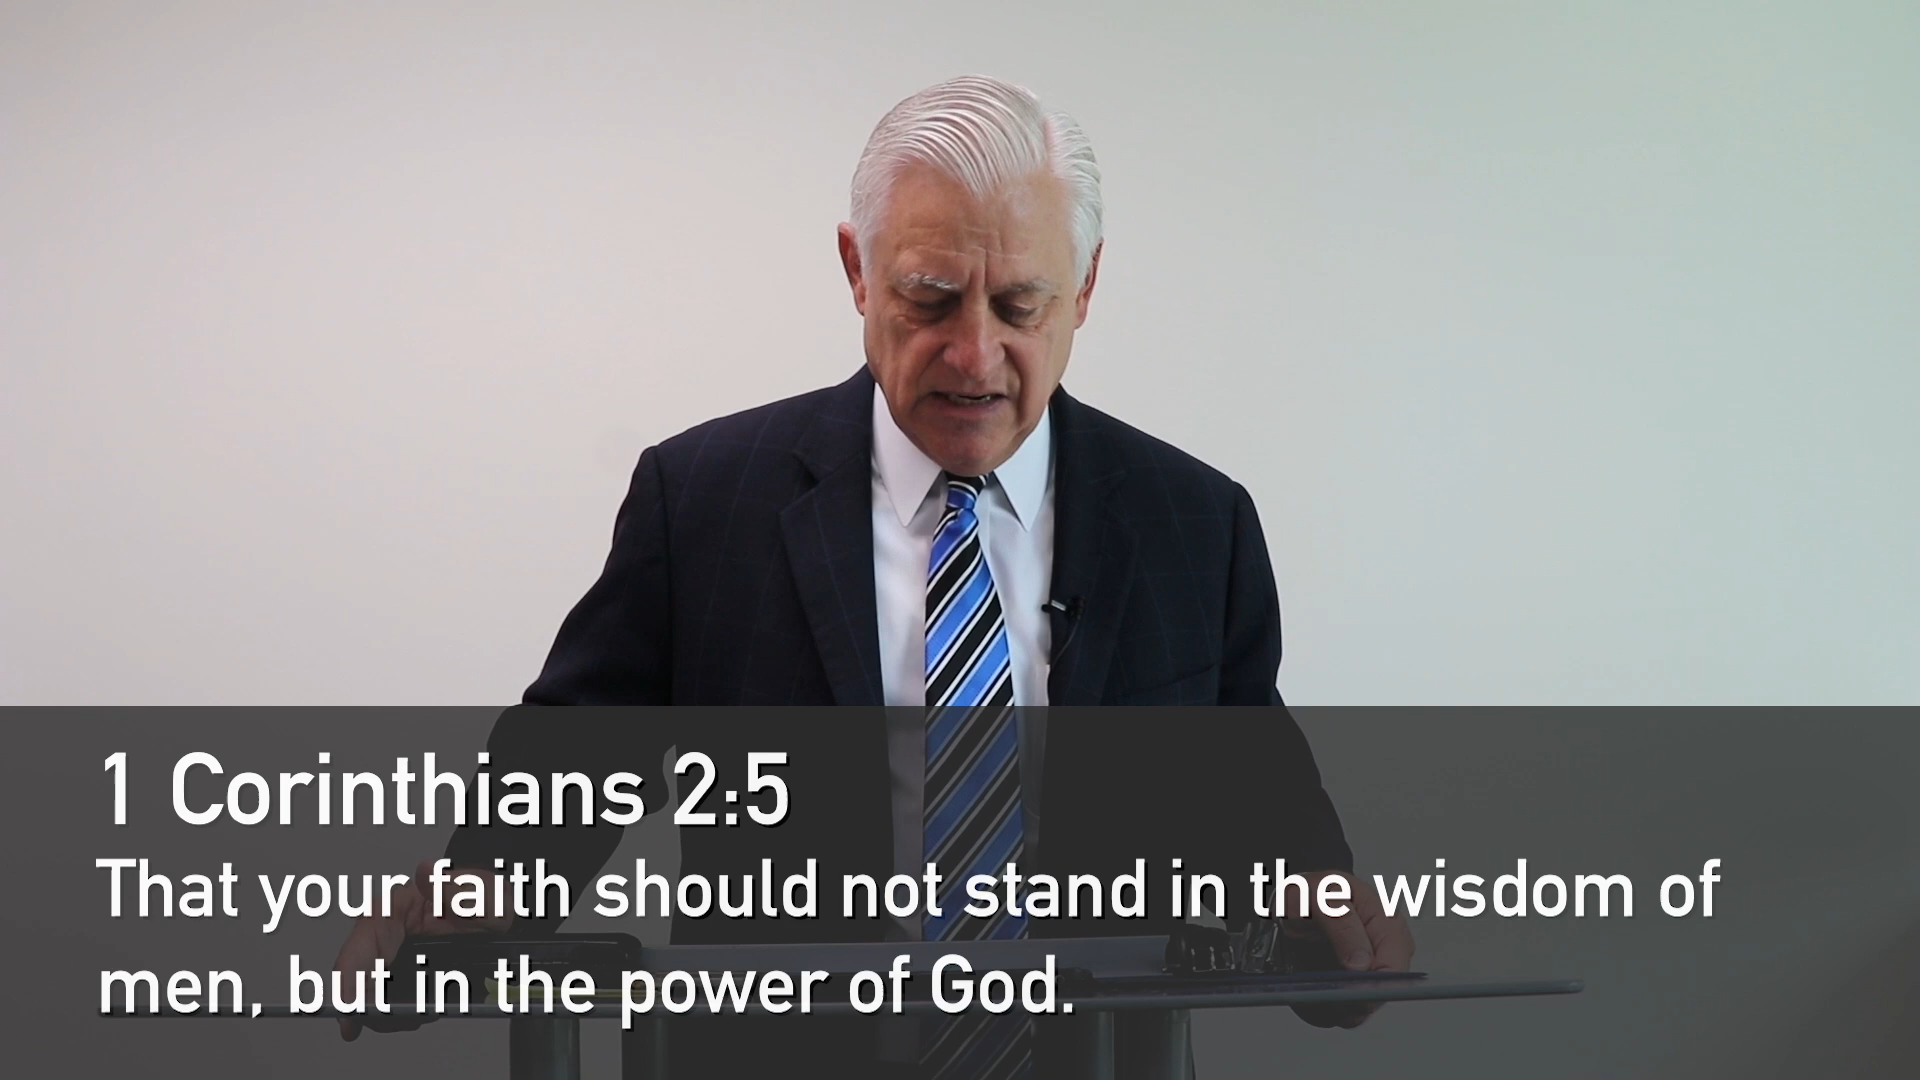 1 Corinthians 2:5
That your faith should not stand in the wisdom of
men, but in the power of God.